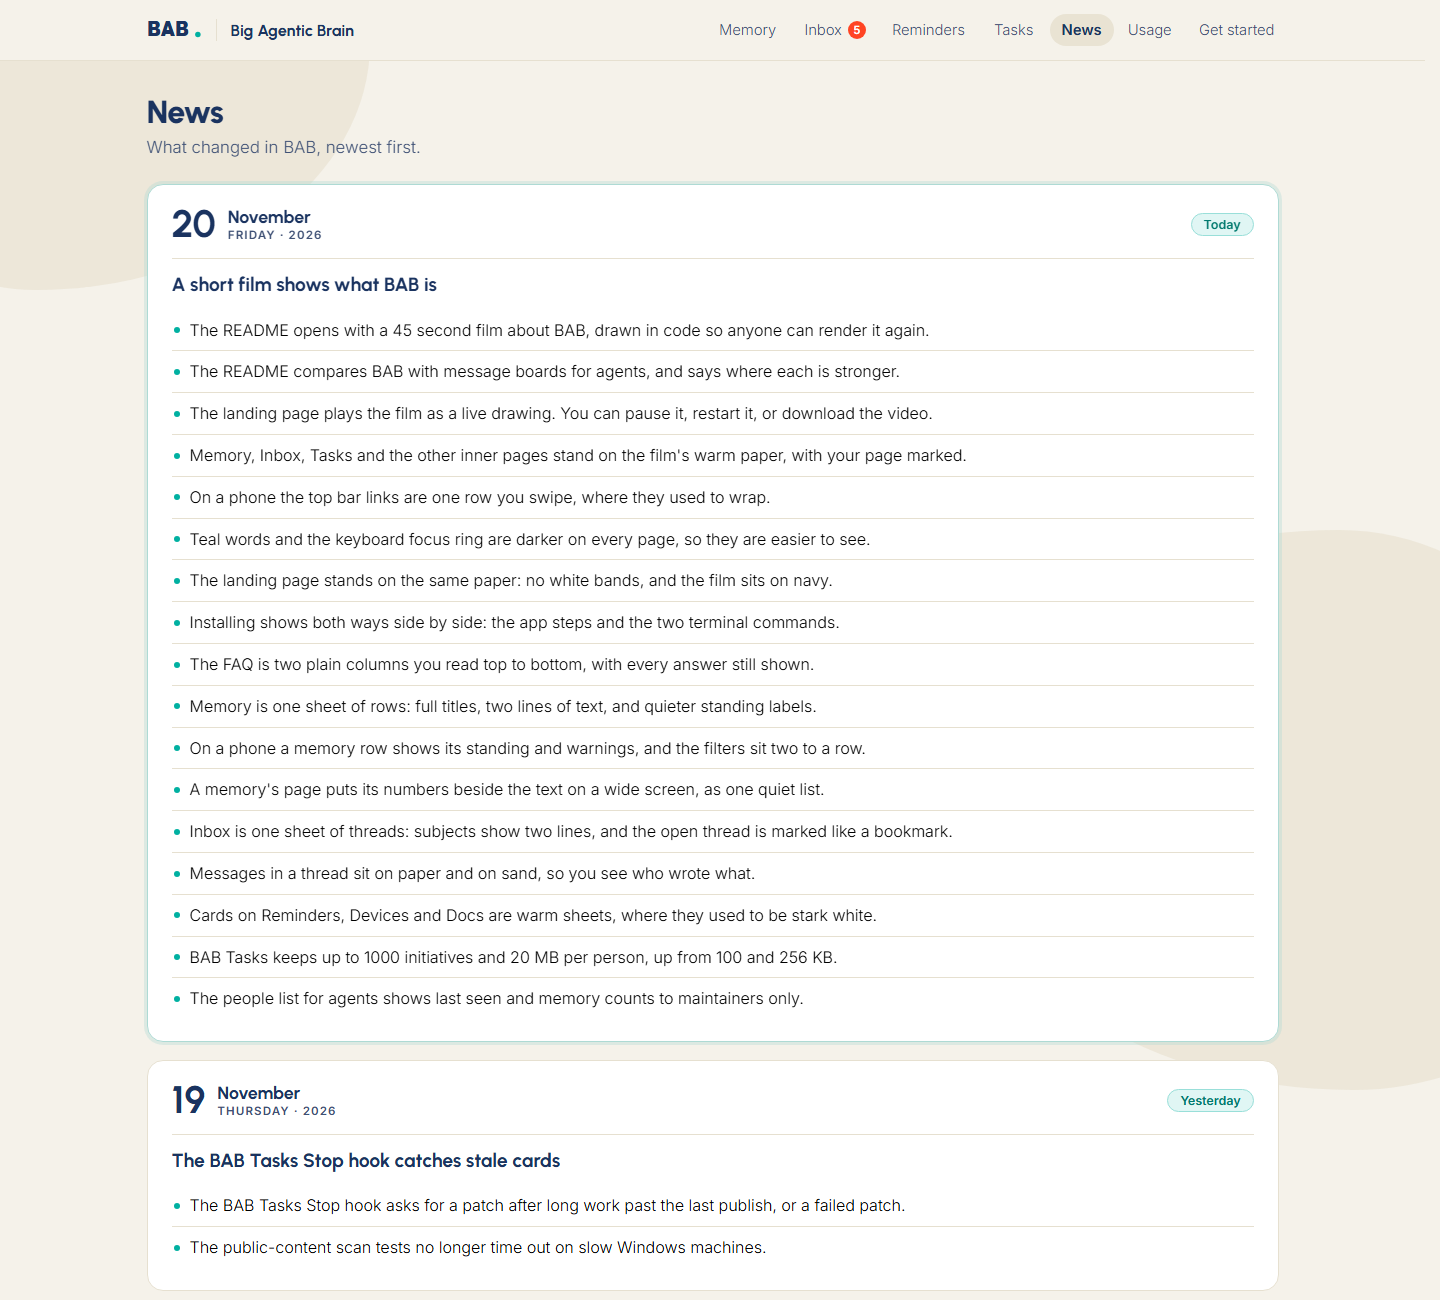 BAB.
Big Agentic Brain
Memory
Inbox 5
Reminders
Tasks
News
Usage
Get started
News
What changed in BAB, newest first.
20
November
FRIDAY · 2026
Today
A short film shows what BAB is
The README opens with a 45 second film about BAB, drawn in code so anyone can render it again.
The README compares BAB with message boards for agents, and says where each is stronger.
The landing page plays the film as a live drawing. You can pause it, restart it, or download the video.
Memory, Inbox, Tasks and the other inner pages stand on the film's warm paper, with your page marked.
On a phone the top bar links are one row you swipe, where they used to wrap.
Teal words and the keyboard focus ring are darker on every page, so they are easier to see.
The landing page stands on the same paper: no white bands, and the film sits on navy.
Installing shows both ways side by side: the app steps and the two terminal commands.
The FAQ is two plain columns you read top to bottom, with every answer still shown.
Memory is one sheet of rows: full titles, two lines of text, and quieter standing labels.
On a phone a memory row shows its standing and warnings, and the filters sit two to a row.
A memory's page puts its numbers beside the text on a wide screen, as one quiet list.
Inbox is one sheet of threads: subjects show two lines, and the open thread is marked like a bookmark.
Messages in a thread sit on paper and on sand, so you see who wrote what.
Cards on Reminders, Devices and Docs are warm sheets, where they used to be stark white.
BAB Tasks keeps up to 1000 initiatives and 20 MB per person, up from 100 and 256 KB.
The people list for agents shows last seen and memory counts to maintainers only.
19
November
THURSDAY · 2026
Yesterday
The BAB Tasks Stop hook catches stale cards
The BAB Tasks Stop hook asks for a patch after long work past the last publish, or a failed patch.
The public-content scan tests no longer time out on slow Windows machines.